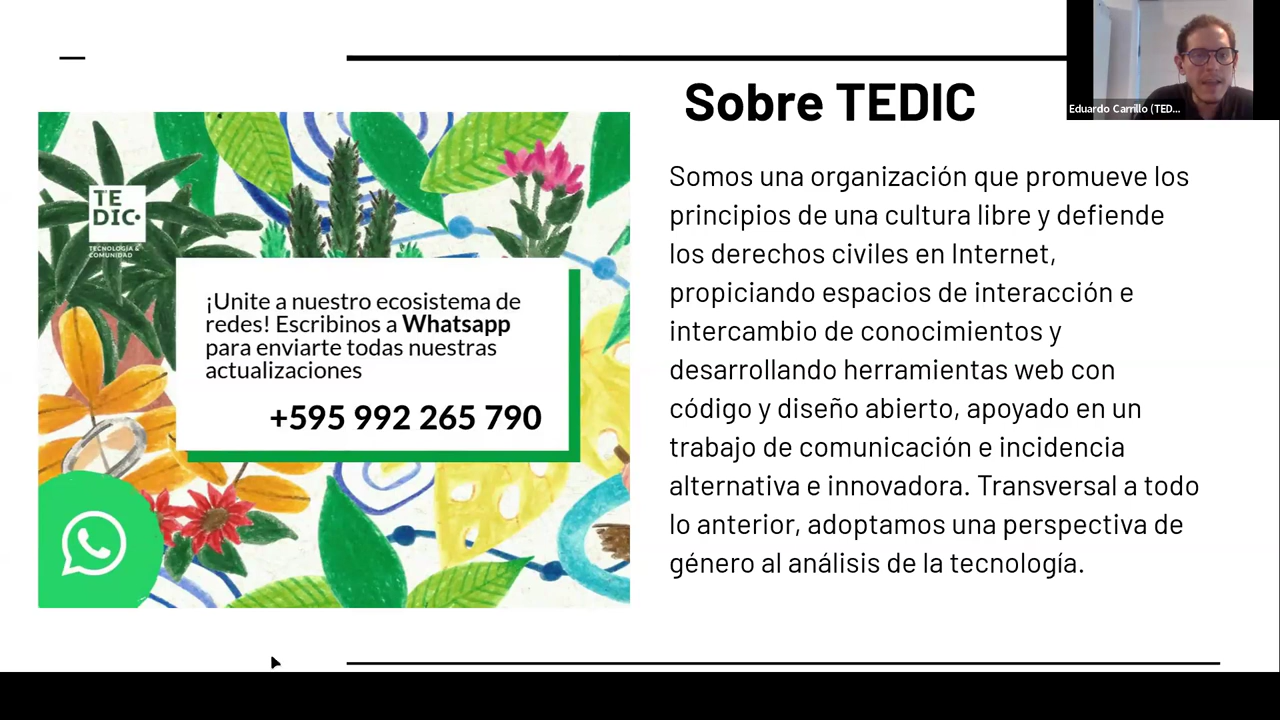 Eduardo Carrillo (TED...
Sobre TEDIC
TE
DIC
TECNOLOGÍA &
COMUNIDAD
¡Unite a nuestro ecosistema de
redes! Escribinos a Whatsapp
para enviarte todas nuestras
actualizaciones
+595 992 265 790
Somos una organización que promueve los
principios de una cultura libre y defiende
los derechos civiles en Internet,
propiciando espacios de interacción e
intercambio de conocimientos y
desarrollando herramientas web con
código y diseño abierto, apoyado en un
trabajo de comunicación e incidencia
alternativa e innovadora. Transversal a todo
lo anterior, adoptamos una perspectiva de
género al análisis de la tecnología.